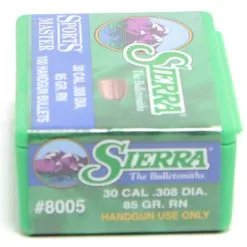 SPORTS
MASTER
30 CAL .308 DIA.
85 GR. RN
100 HANDGUN BULLETS
SIERRA
The Bulletsmiths
SIERRA
The Bulletsmiths
#8005
30 CAL .308 DIA.
85 GR. RN
HANDGUN USE ONLY